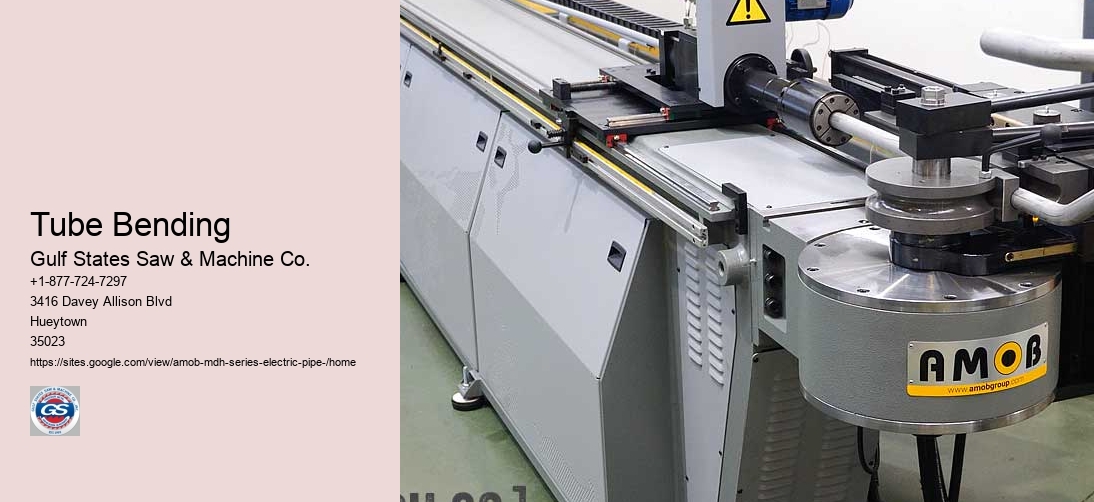 Tube Bending
Gulf States Saw & Machine Co.
+1-877-724-7297
3416 Davey Allison Blvd
Hueytown
35023
https://sites.google.com/view/amob-mdh-series-electric-pipe-/home
GS
AMOB
www.amobgroup.com